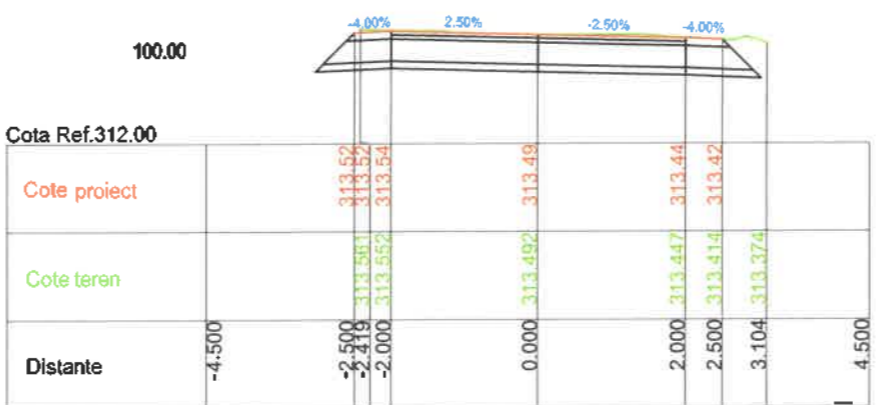 -4.00% 2.50% -2.50% -4.00%
100.00
Cota Ref.312.00
Cote proiect 313.52 313.52 313.54 313.49 313.44 313.42
Cote teren 313.561 313.552 313.492 313.447 313.414 313.374
Distante -4.500 -2.500 -2.419 -2.000 0.000 2.000 2.500 3.104 4.500